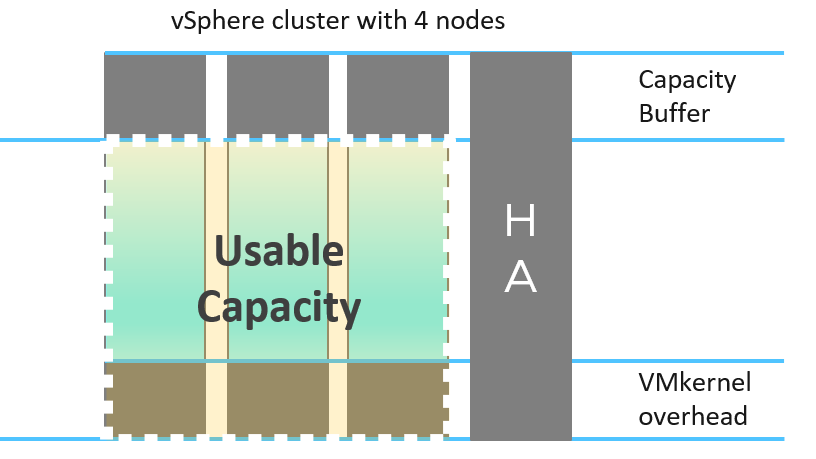 vSphere cluster with 4 nodes
Capacity
Buffer
H
A
Usable
Capacity
VMkernel
overhead